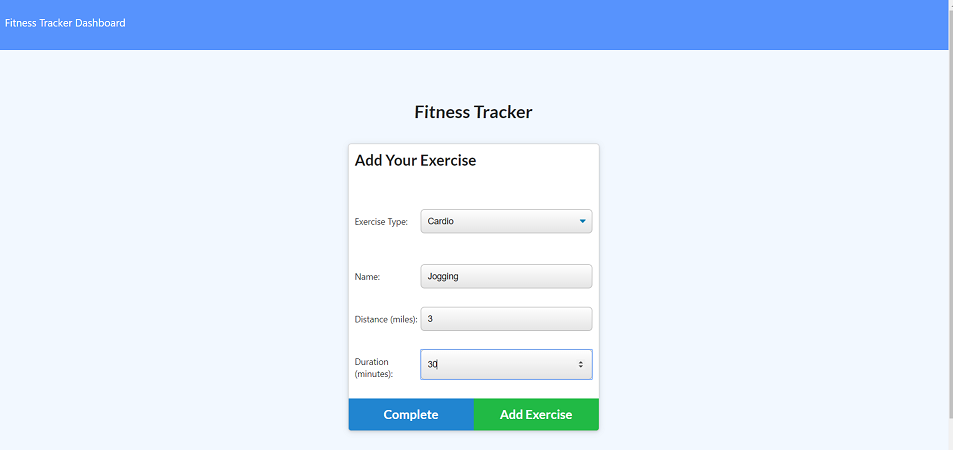 Fitness Tracker Dashboard
Fitness Tracker
Add Your Exercise
Exercise Type: Cardio
Name: Jogging
Distance (miles): 3
Duration
(minutes): 30
Complete Add Exercise